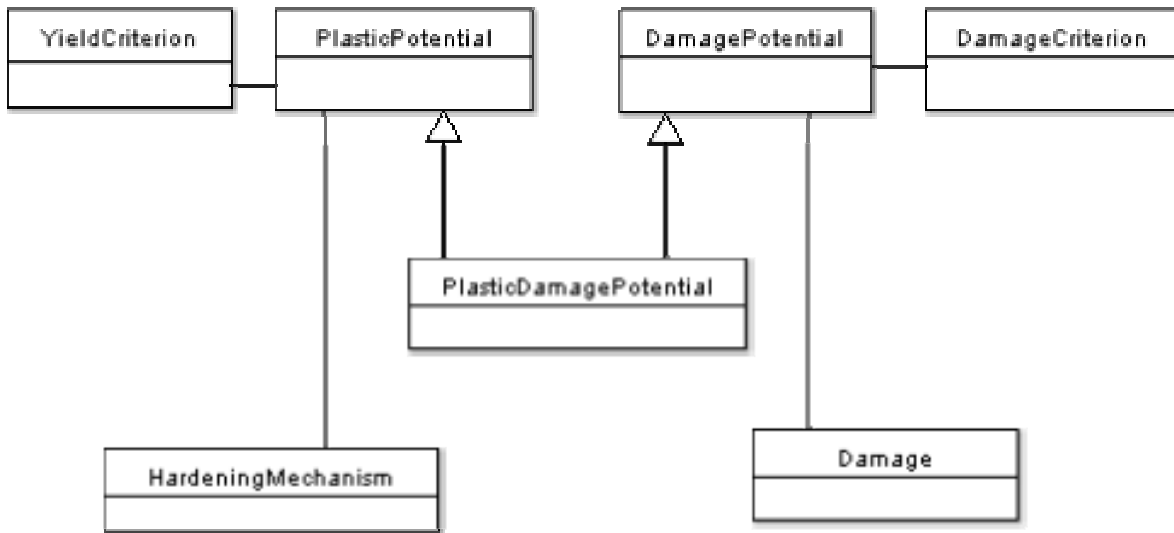 YieldCriterion
PlasticPotential
DamagePotential
DamageCriterion
PlasticDamagePotential
HardeningMechanism
Damage